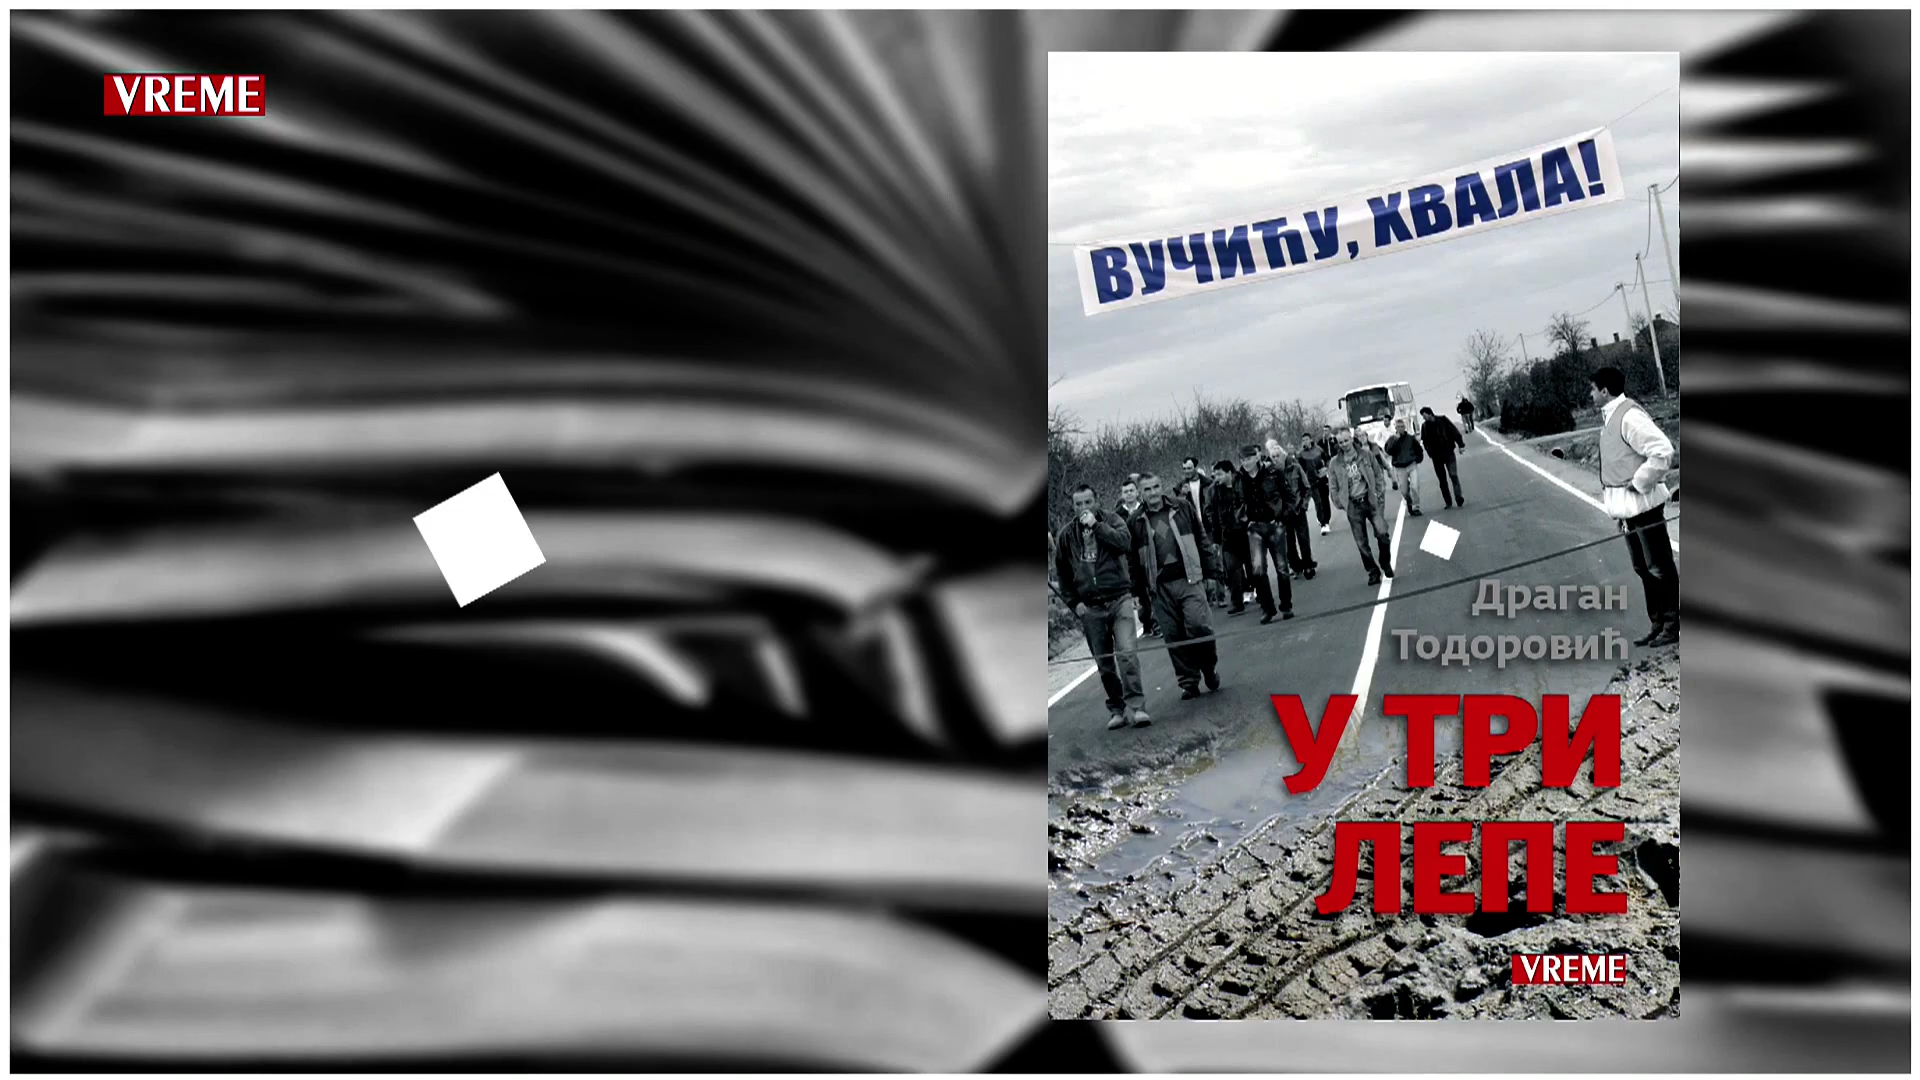 VREME
ВУЧИЋУ, ХВАЛА!
Драган
Тодоровић
У ТРИ
ЛЕПЕ
VREME